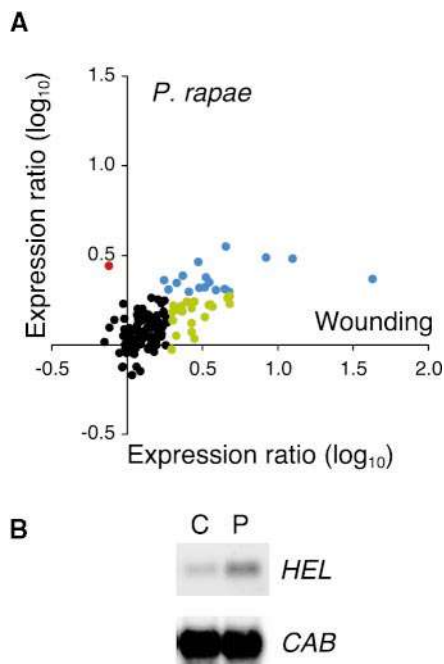 A
P. rapae
Expression ratio (log10)
1.5
1.0
0.5
-0.5
Wounding
-0.5 0.5 1.0 1.5 2.0
Expression ratio (log10)
B
C P
HEL
CAB